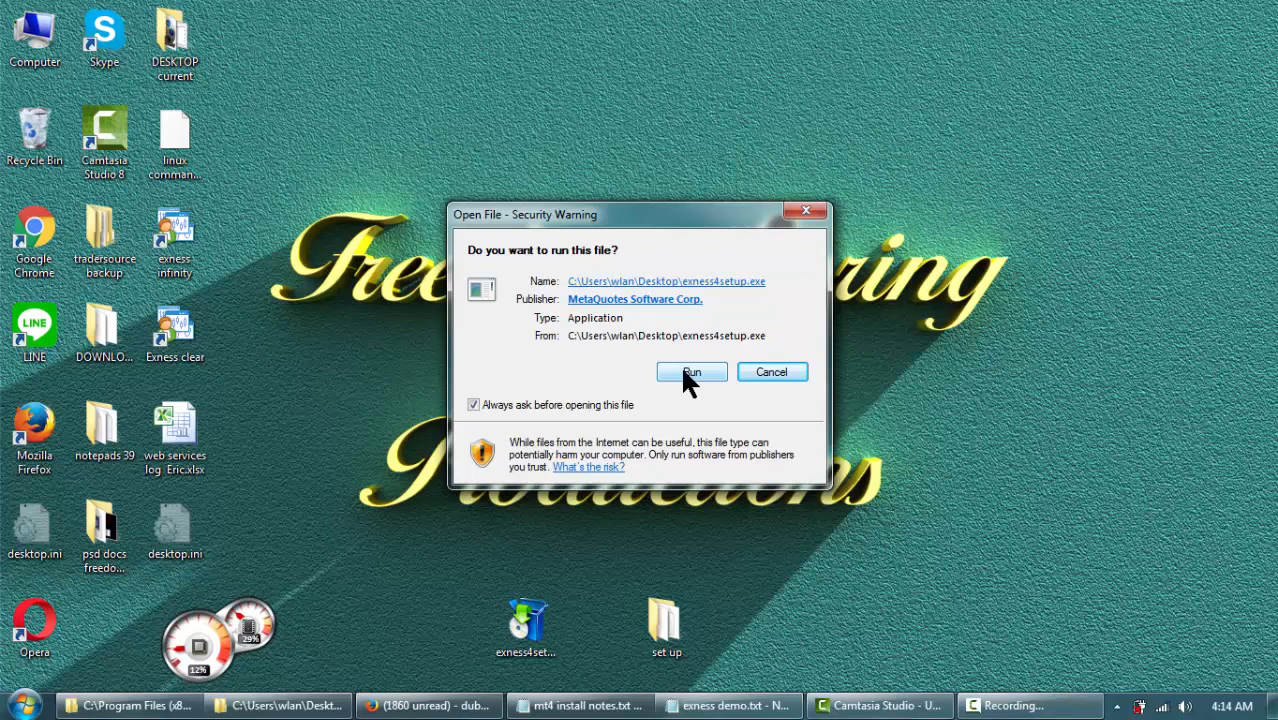 Computer
Skype
DESKTOP
current
Recycle Bin
Camtasia
Studio 8
linux
comman...
Google
Chrome
tradersource
backup
exness
infinity
LINE
DOWNLO...
Exness clear
Mozilla
Firefox
notepads 39
web services
log: Eric.xlsx
desktop.ini
psd docs
freedo...
desktop.ini
Opera
12%
29%
exness4set...
set up
Open File - Security Warning
Do you want to run this file?
Name: C:\Users\wlan\Desktop\exness4setup.exe
Publisher: MetaQuotes Software Corp.
Type: Application
From: C:\Users\wlan\Desktop\exness4setup.exe
Run Cancel
Always ask before opening this file
While files from the Internet can be useful, this file type can
potentially harm your computer. Only run software from publishers
you trust. What's the risk?
Productions
C:\Program Files (x8... C:\Users\wlan\Deskt... (1860 unread) - dub... mt4 install notes.txt ... exness demo.txt - N... Camtasia Studio - U... Recording... 4:14 AM